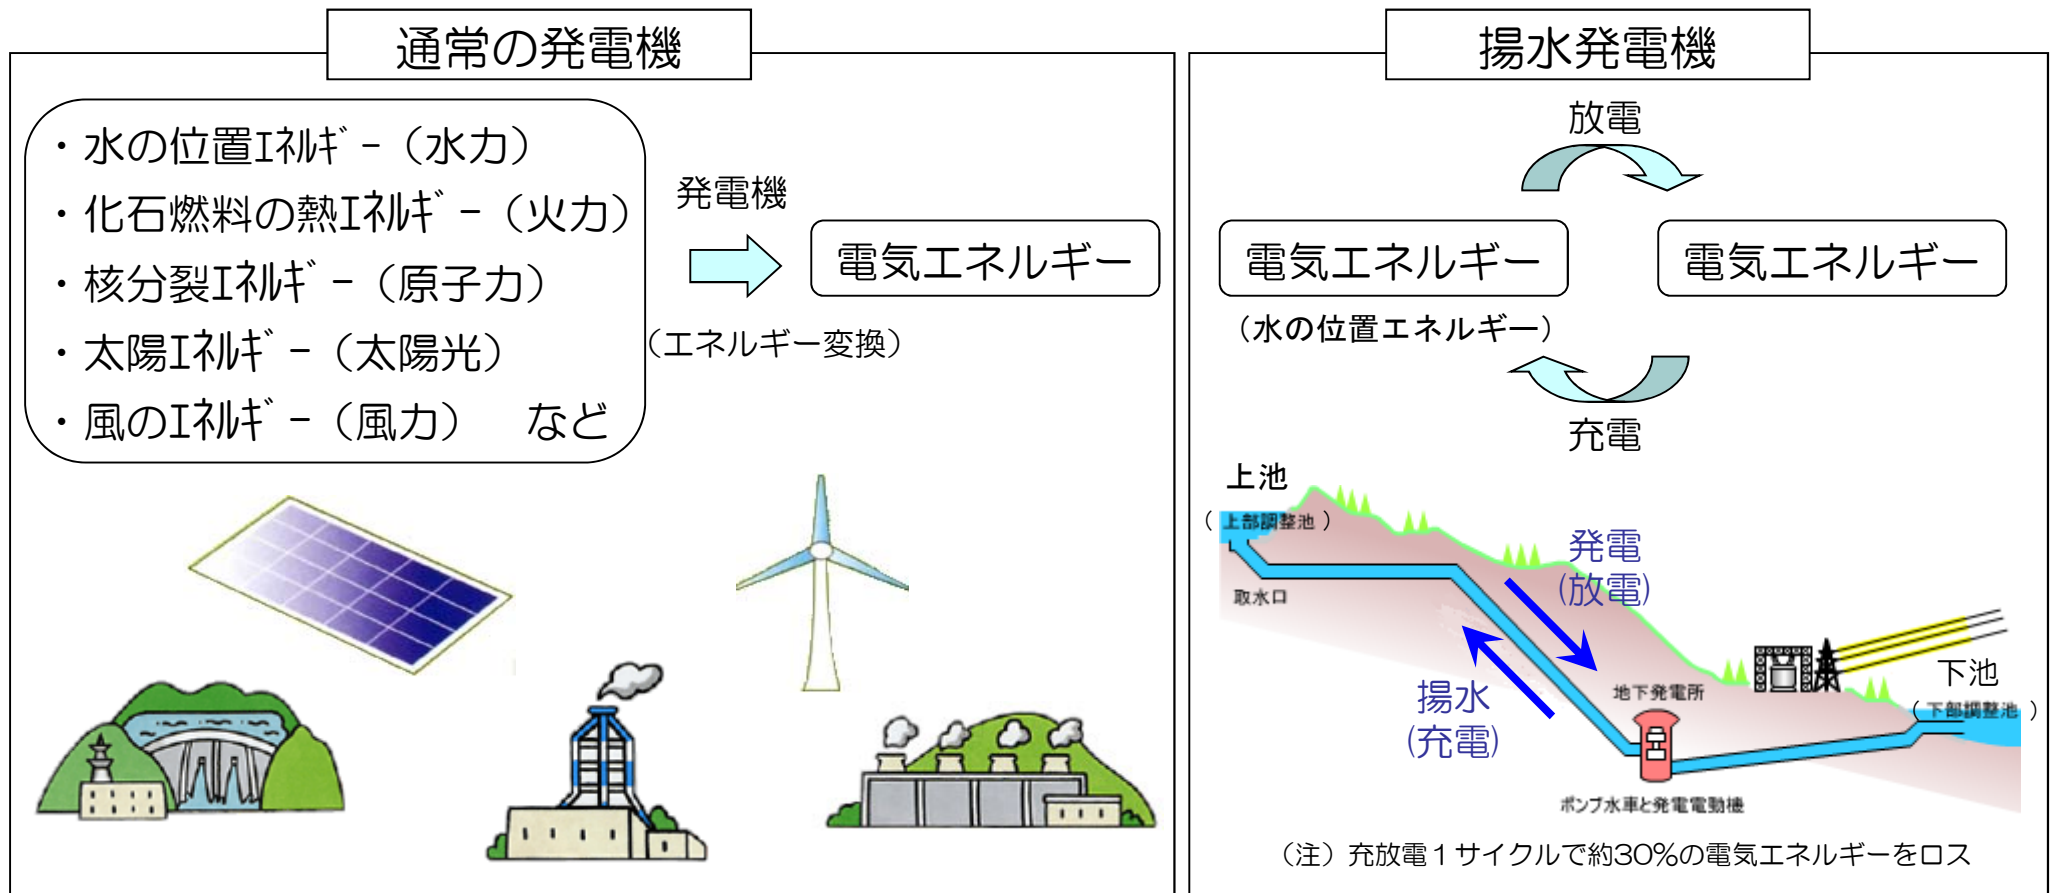 通常の発電機
・水の位置ｴﾈﾙｷﾞｰ（水力）
・化石燃料の熱ｴﾈﾙｷﾞｰ（火力）
・核分裂ｴﾈﾙｷﾞｰ（原子力）
・太陽ｴﾈﾙｷﾞｰ（太陽光）
・風のｴﾈﾙｷﾞｰ（風力）　など
発電機
（エネルギー変換）
電気エネルギー
揚水発電機
放電
電気エネルギー
（水の位置エネルギー）
電気エネルギー
充電
上池
（上部調整池）
取水口
発電
(放電)
揚水
(充電)
地下発電所
下池
（下部調整池）
ポンプ水車と発電電動機
（注）充放電１サイクルで約30%の電気エネルギーをロス